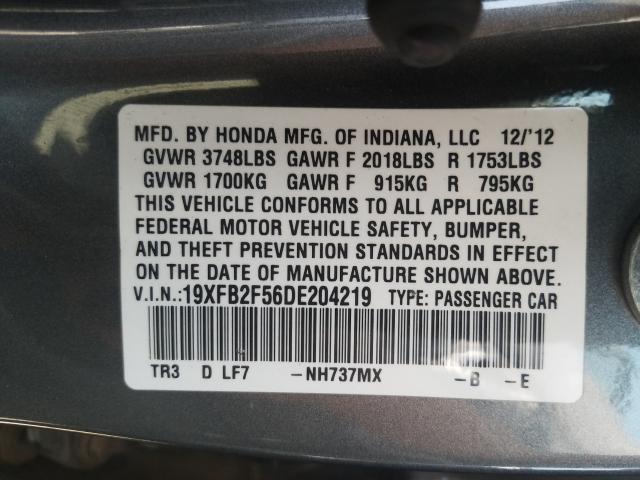 MFD. BY HONDA MFG. OF INDIANA, LLC 12/'12
GVWR 3748LBS GAWR F 2018LBS R 1753LBS
GVWR 1700KG GAWR F 915KG R 795KG
THIS VEHICLE CONFORMS TO ALL APPLICABLE
FEDERAL MOTOR VEHICLE SAFETY, BUMPER,
AND THEFT PREVENTION STANDARDS IN EFFECT
ON THE DATE OF MANUFACTURE SHOWN ABOVE.
V.I.N.:19XFB2F56DE204219 TYPE: PASSENGER CAR
TR3 D LF7 –NH737MX –B –E